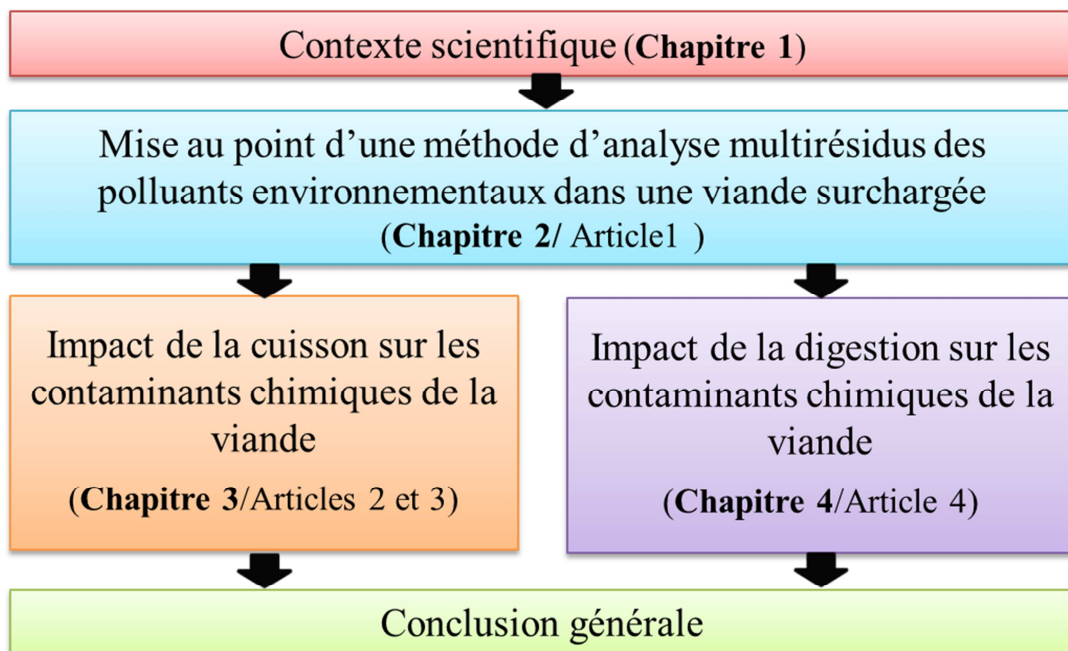 Contexte scientifique (Chapitre 1)
Mise au point d’une méthode d’analyse multirésidus des
polluants environnementaux dans une viande surchargée
(Chapitre 2/ Article1 )
Impact de la cuisson sur les
contaminants chimiques de la
viande
(Chapitre 3/Articles 2 et 3)
Impact de la digestion sur les
contaminants chimiques de la
viande
(Chapitre 4/Article 4)
Conclusion générale